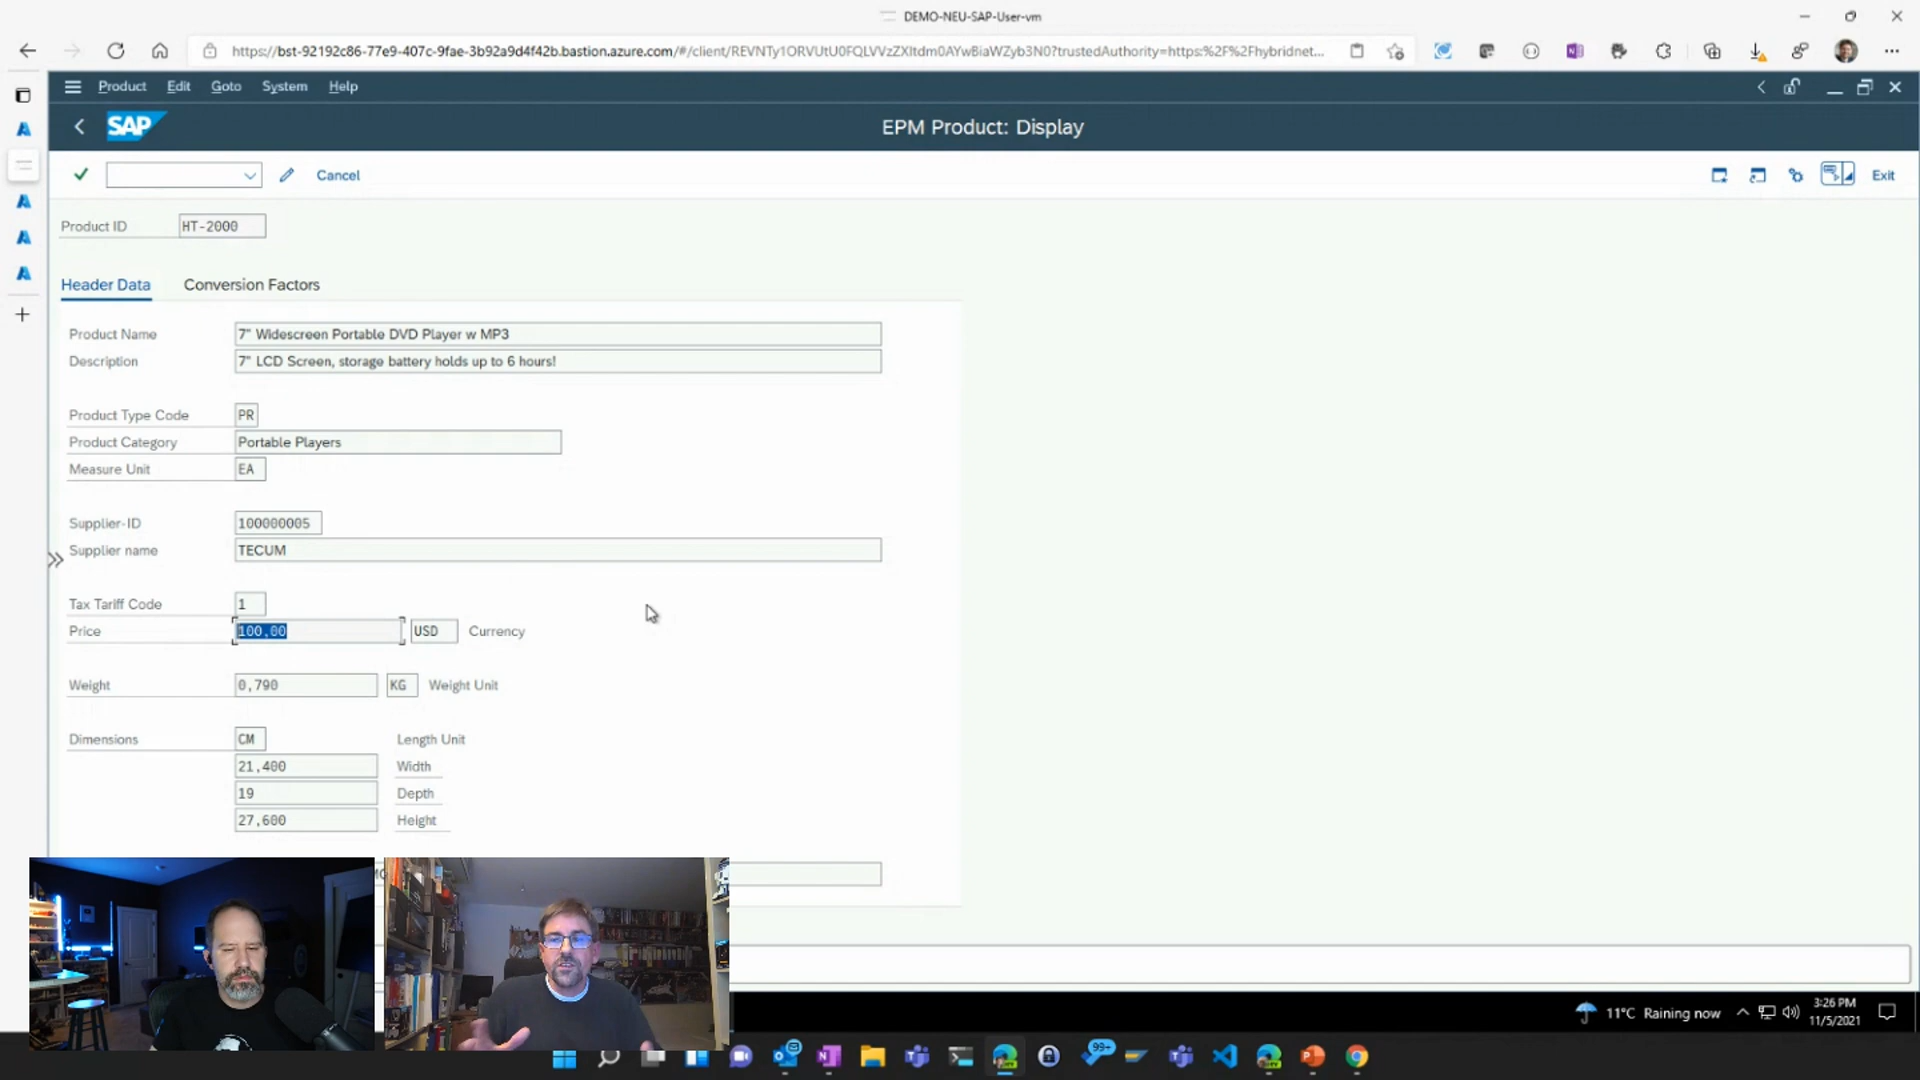 DEMO-NEU-SAP-User-vm
https://bst-92192c86-77e9-407c-9fae-3b92a9d4f42b.bastion.azure.com/#/client/REVNTy1ORVUtU0FQLVVzZXItdm0AYwBiaWZyb3N0?trustedAuthority=https:%2F%2Fhybridnet...
Product Edit Goto System Help
SAP EPM Product: Display
Cancel Exit
Product ID HT-2000
Header Data Conversion Factors
Product Name 7" Widescreen Portable DVD Player w MP3
Description 7" LCD Screen, storage battery holds up to 6 hours!
Product Type Code PR
Product Category Portable Players
Measure Unit EA
Supplier-ID 100000005
Supplier name TECUM
Tax Tariff Code 1
Price 100,00 USD Currency
Weight 0,790 KG Weight Unit
Dimensions CM Length Unit
21,400 Width
19 Depth
27,600 Height
11°C Raining now 3:26 PM
11/5/2021
99+